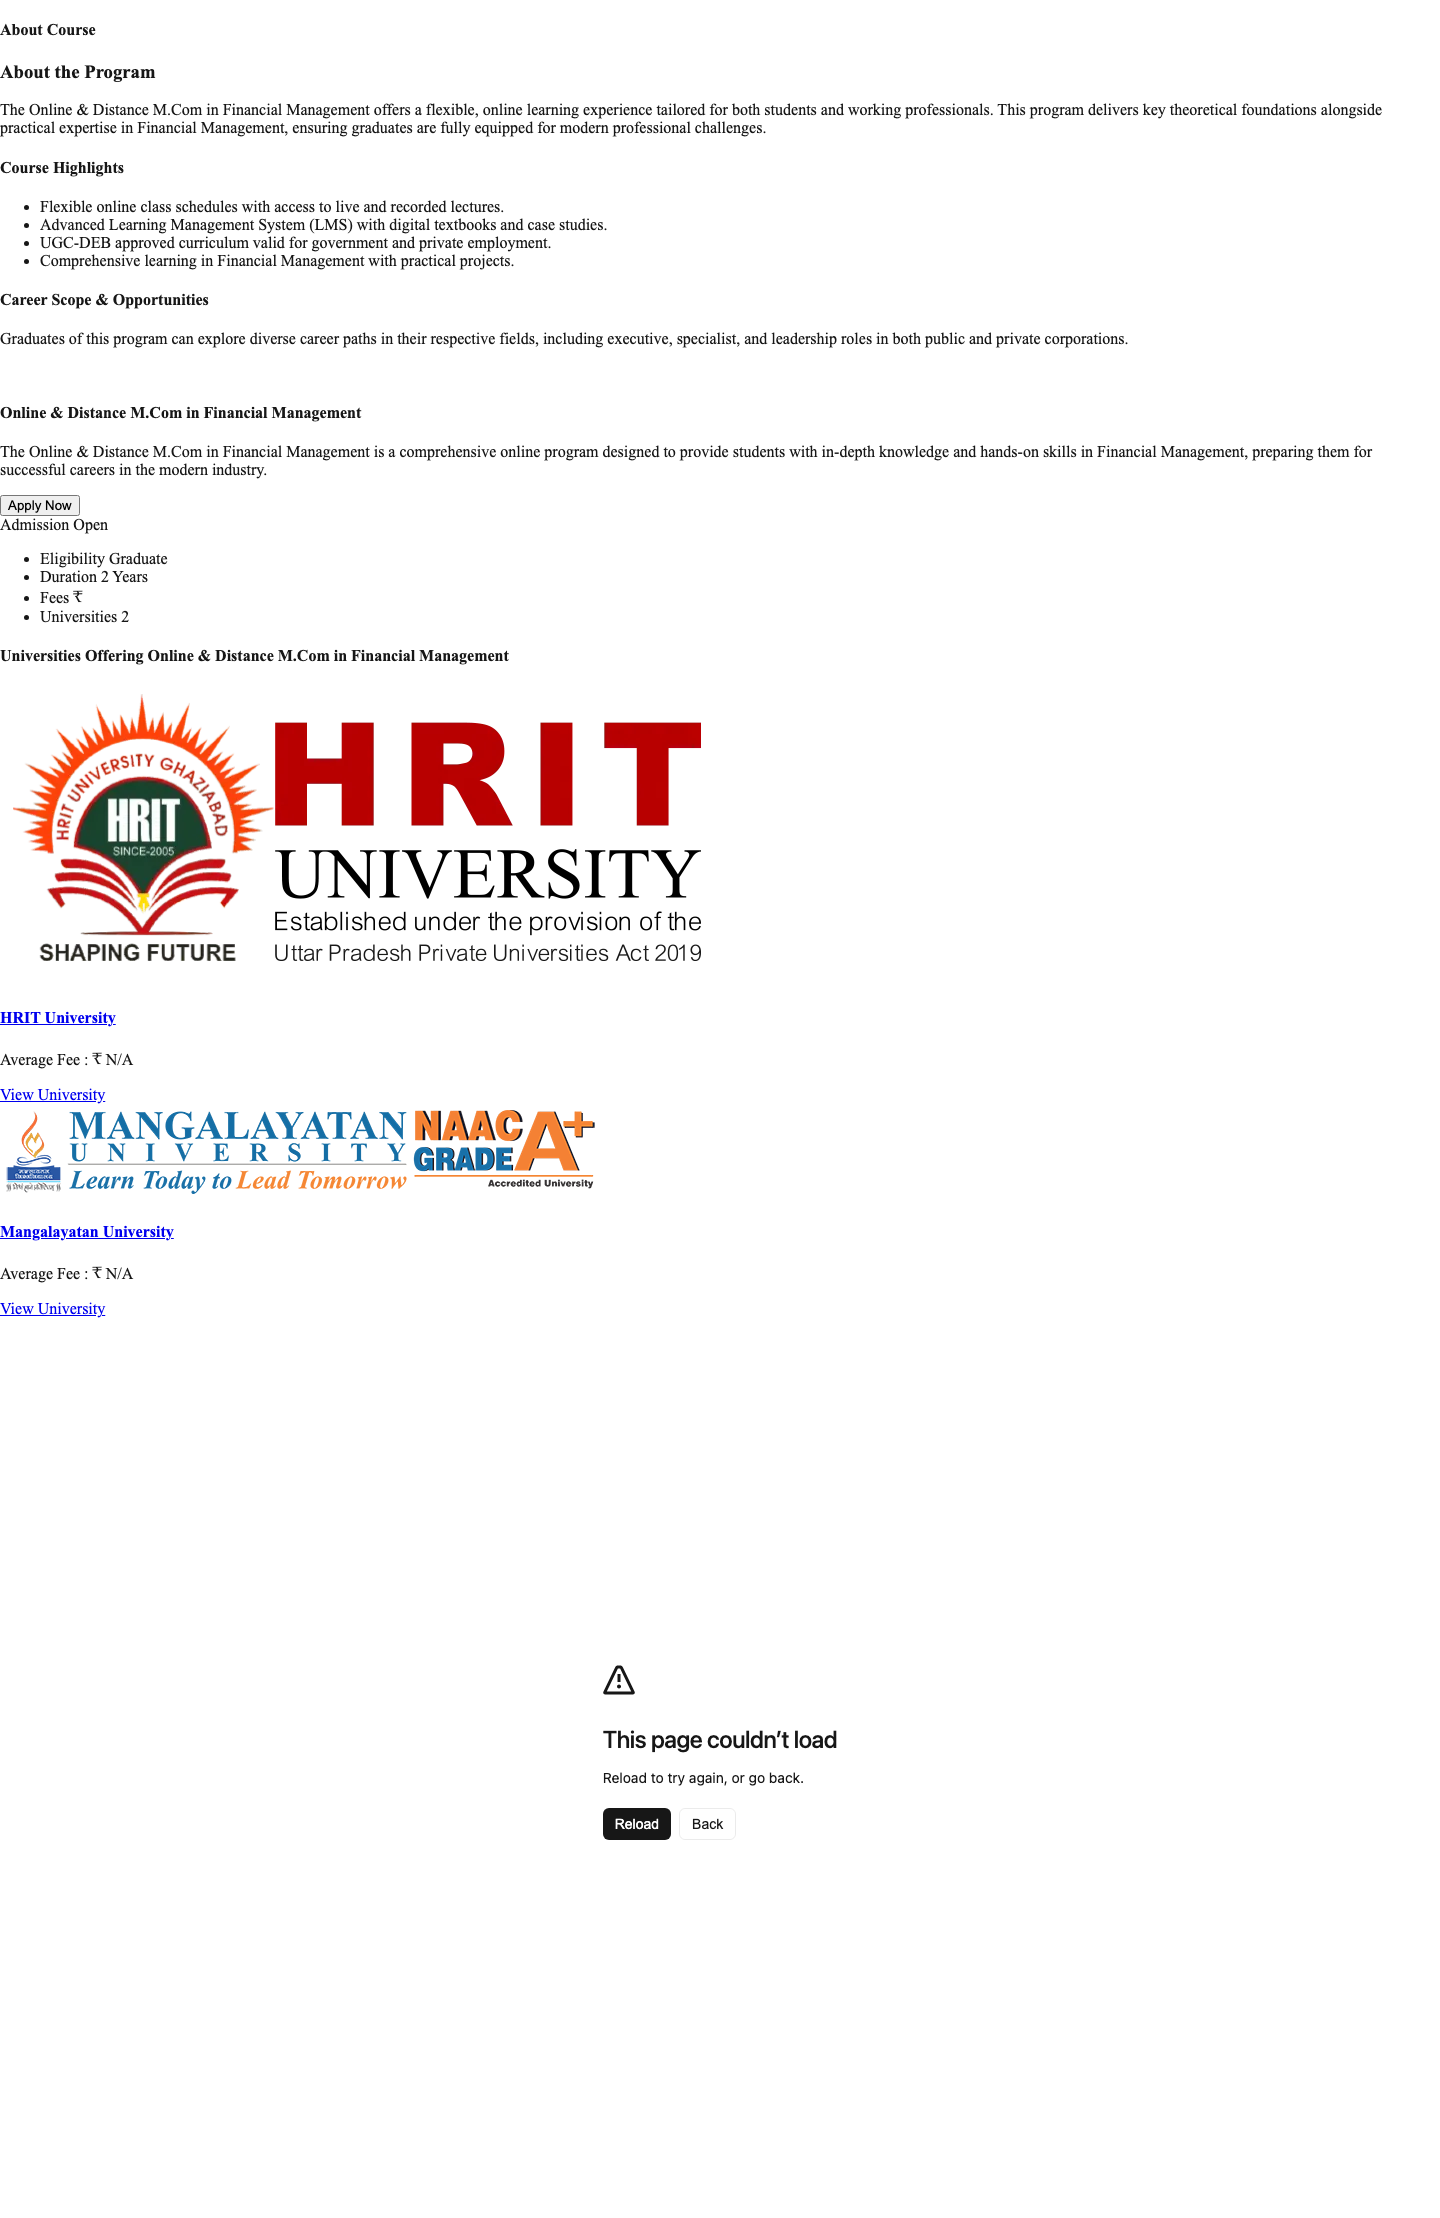 About Course
About the Program
The Online & Distance M.Com in Financial Management offers a flexible, online learning experience tailored for both students and working professionals. This program delivers key theoretical foundations alongside
practical expertise in Financial Management, ensuring graduates are fully equipped for modern professional challenges.
Course Highlights
• Flexible online class schedules with access to live and recorded lectures.
• Advanced Learning Management System (LMS) with digital textbooks and case studies.
• UGC-DEB approved curriculum valid for government and private employment.
• Comprehensive learning in Financial Management with practical projects.
Career Scope & Opportunities
Graduates of this program can explore diverse career paths in their respective fields, including executive, specialist, and leadership roles in both public and private corporations.
Online & Distance M.Com in Financial Management
The Online & Distance M.Com in Financial Management is a comprehensive online program designed to provide students with in-depth knowledge and hands-on skills in Financial Management, preparing them for
successful careers in the modern industry.
Apply Now
Admission Open
• Eligibility Graduate
• Duration 2 Years
• Fees ₹
• Universities 2
Universities Offering Online & Distance M.Com in Financial Management
HRIT UNIVERSITY GHAZIABAD
HRIT
SINCE-2005
SHAPING FUTURE
HRIT
UNIVERSITY
Established under the provision of the
Uttar Pradesh Private Universities Act 2019
HRIT University
Average Fee : ₹ N/A
View University
MANGALAYATAN
UNIVERSITY
Learn Today to Lead Tomorrow
NAAC
GRADE
A+
Accredited University
Mangalayatan University
Average Fee : ₹ N/A
View University
This page couldn’t load
Reload to try again, or go back.
Reload
Back